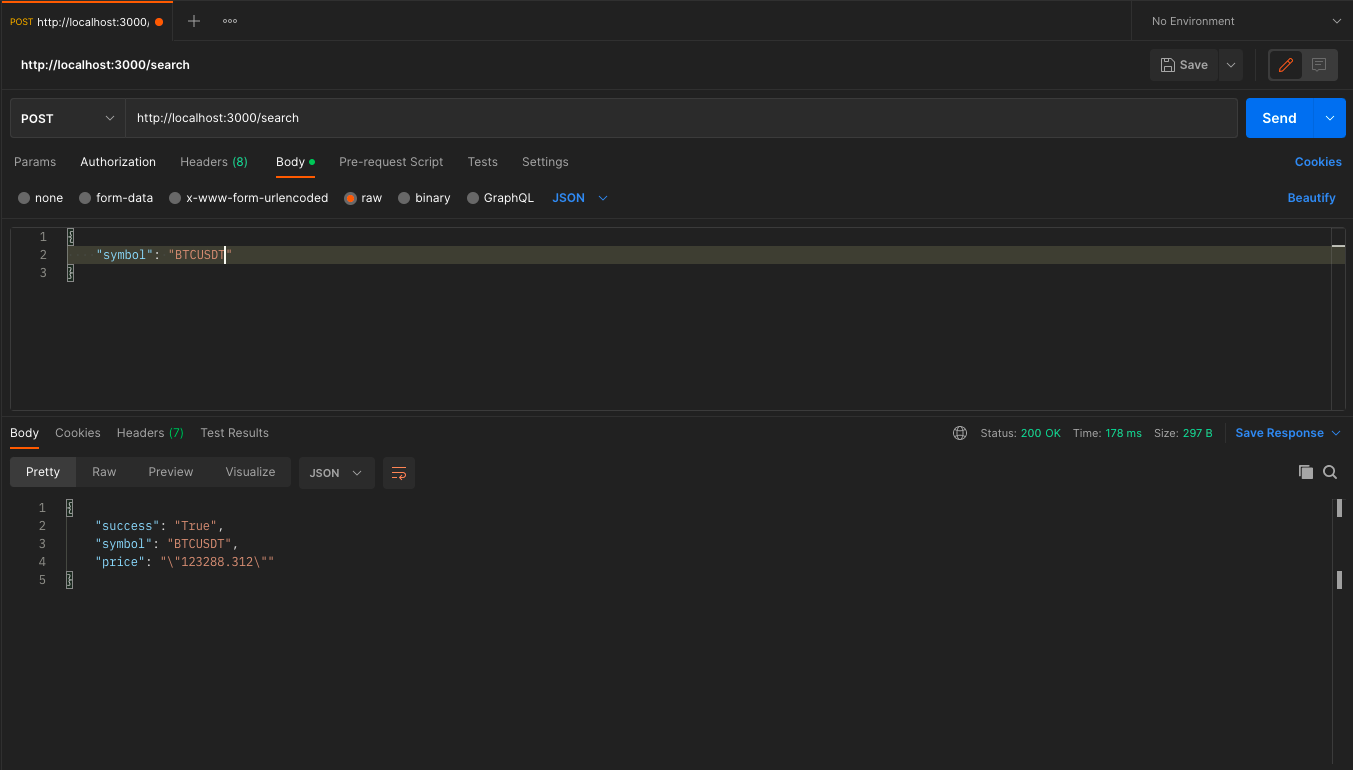 POST http://localhost:3000/
No Environment
http://localhost:3000/search
Save
POST http://localhost:3000/search Send
Params Authorization Headers (8) Body Pre-request Script Tests Settings Cookies
none form-data x-www-form-urlencoded raw binary GraphQL JSON Beautify
1 {
2 "symbol": "BTCUSDT"
3 }
Body Cookies Headers (7) Test Results Status: 200 OK Time: 178 ms Size: 297 B Save Response
Pretty Raw Preview Visualize JSON
1 {
2 "success": "True",
3 "symbol": "BTCUSDT",
4 "price": "\"123288.312\""
5 }